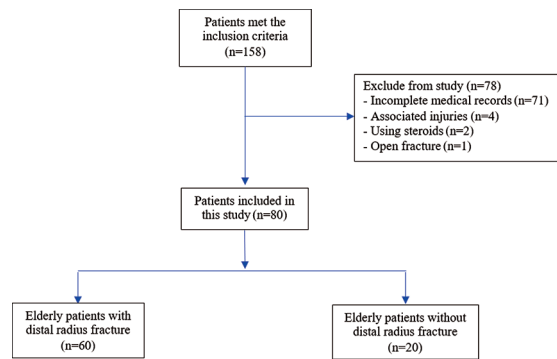 Patients met the
inclusion criteria
(n=158)
Exclude from study (n=78)
- Incomplete medical records (n=71)
- Associated injuries (n=4)
- Using steroids (n=2)
- Open fracture (n=1)
Patients included in
this study (n=80)
Elderly patients with
distal radius fracture
(n=60)
Elderly patients without
distal radius fracture
(n=20)